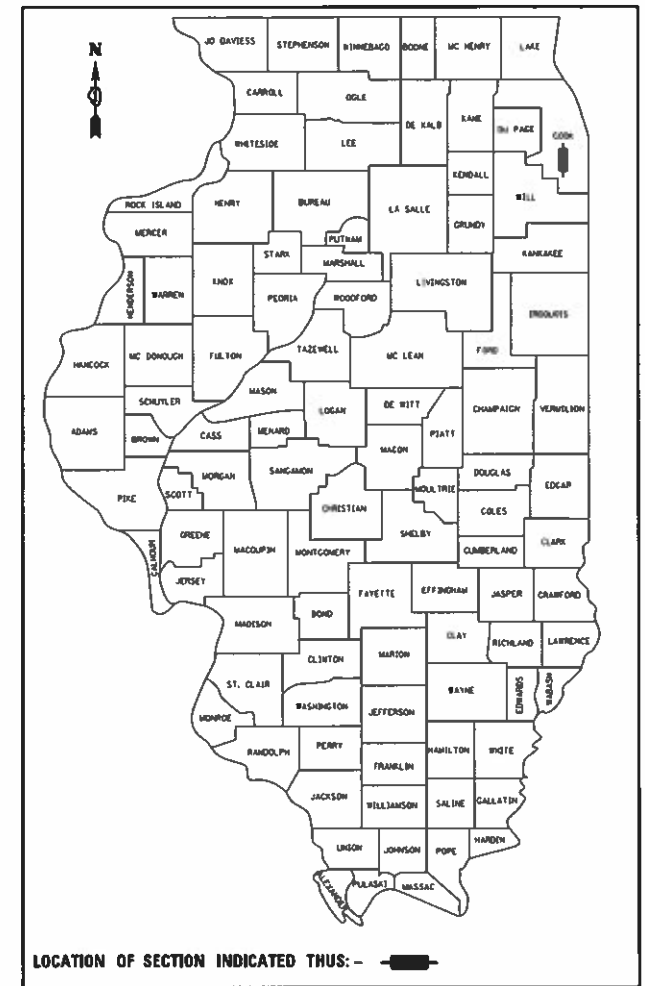 JO DAVIESS STEPHENSON WINNEBAGO BOONE MC HENRY LAKE
N
CARROLL OGLE DE KALB KANE DU PAGE COOK
WHITESIDE LEE
KENDALL
ROCK ISLAND HENRY BUREAU LA SALLE GRUNDY WILL
MERCER PUTNAM
STARK MARSHALL KANKAKEE
HENDERSON WARREN KNOX PEORIA WOODFORD LIVINGSTON IROQUOIS
HANCOCK MC DONOUGH FULTON TAZEWELL MC LEAN FORD
MASON
SCHUYLER LOGAN DE WITT CHAMPAIGN VERMILION
ADAMS BROWN CASS MENARD MACON PIATT
PIKE SCOTT MORGAN SANGAMON MOULTRIE DOUGLAS EDGAR
CHRISTIAN COLES
CALHOUN GREENE MACOUPIN MONTGOMERY SHELBY CUMBERLAND CLARK
JERSEY FAYETTE EFFINGHAM JASPER CRAWFORD
MADISON BOND
CLAY RICHLAND LAWRENCE
CLINTON MARION
ST. CLAIR WAYNE EDWARDS WABASH
MONROE WASHINGTON JEFFERSON
RANDOLPH PERRY HAMILTON WHITE
FRANKLIN
JACKSON WILLIAMSON SALINE GALLATIN
UNION JOHNSON POPE HARDEN
ALEXANDER PULASKI MASSAC
LOCATION OF SECTION INDICATED THUS: -